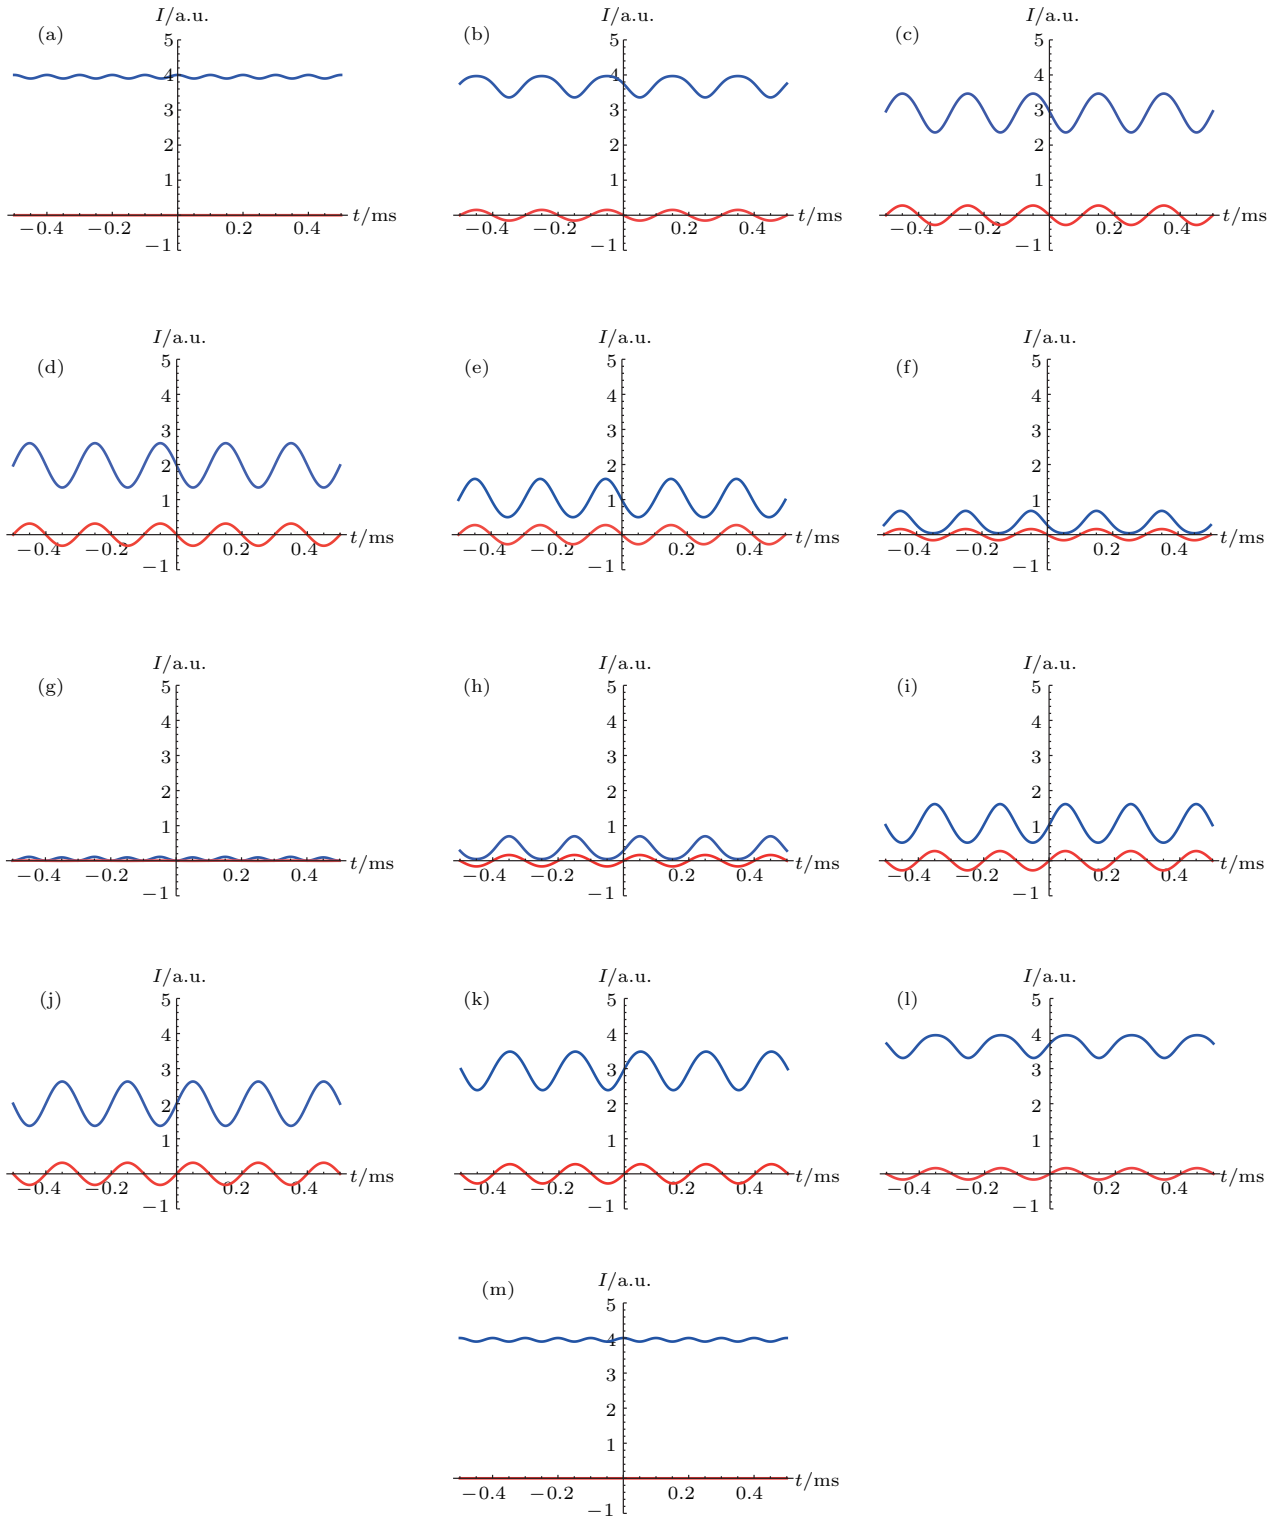 I/a.u. I/a.u. I/a.u.
(a) (b) (c)
5 5 5
4 4 4
3 3 3
2 2 2
1 1 1
t/ms t/ms t/ms
−0.4 −0.2 0.2 0.4 −0.4 −0.2 0.2 0.4 −0.4 −0.2 0.2 0.4
−1 −1 −1
I/a.u. I/a.u. I/a.u.
(d) (e) (f)
5 5 5
4 4 4
3 3 3
2 2 2
1 1 1
t/ms t/ms t/ms
−0.4 −0.2 0.2 0.4 −0.4 −0.2 0.2 0.4 −0.4 −0.2 0.2 0.4
−1 −1 −1
I/a.u. I/a.u. I/a.u.
(g) (h) (i)
5 5 5
4 4 4
3 3 3
2 2 2
1 1 1
t/ms t/ms t/ms
−0.4 −0.2 0.2 0.4 −0.4 −0.2 0.2 0.4 −0.4 −0.2 0.2 0.4
−1 −1 −1
I/a.u. I/a.u. I/a.u.
(j) (k) (l)
5 5 5
4 4 4
3 3 3
2 2 2
1 1 1
t/ms t/ms t/ms
−0.4 −0.2 0.2 0.4 −0.4 −0.2 0.2 0.4 −0.4 −0.2 0.2 0.4
−1 −1 −1
I/a.u.
(m)
5
4
3
2
1
t/ms
−0.4 −0.2 0.2 0.4
−1